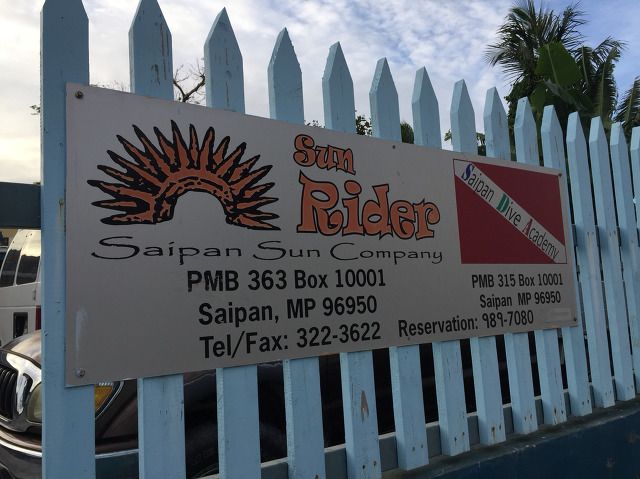 Sun
Rider
Saipan Sun Company
PMB 363 Box 10001
Saipan, MP 96950
Tel/Fax: 322-3622
Saipan Dive Academy
PMB 315 Box 10001
Saipan MP 96950
Reservation: 989-7080